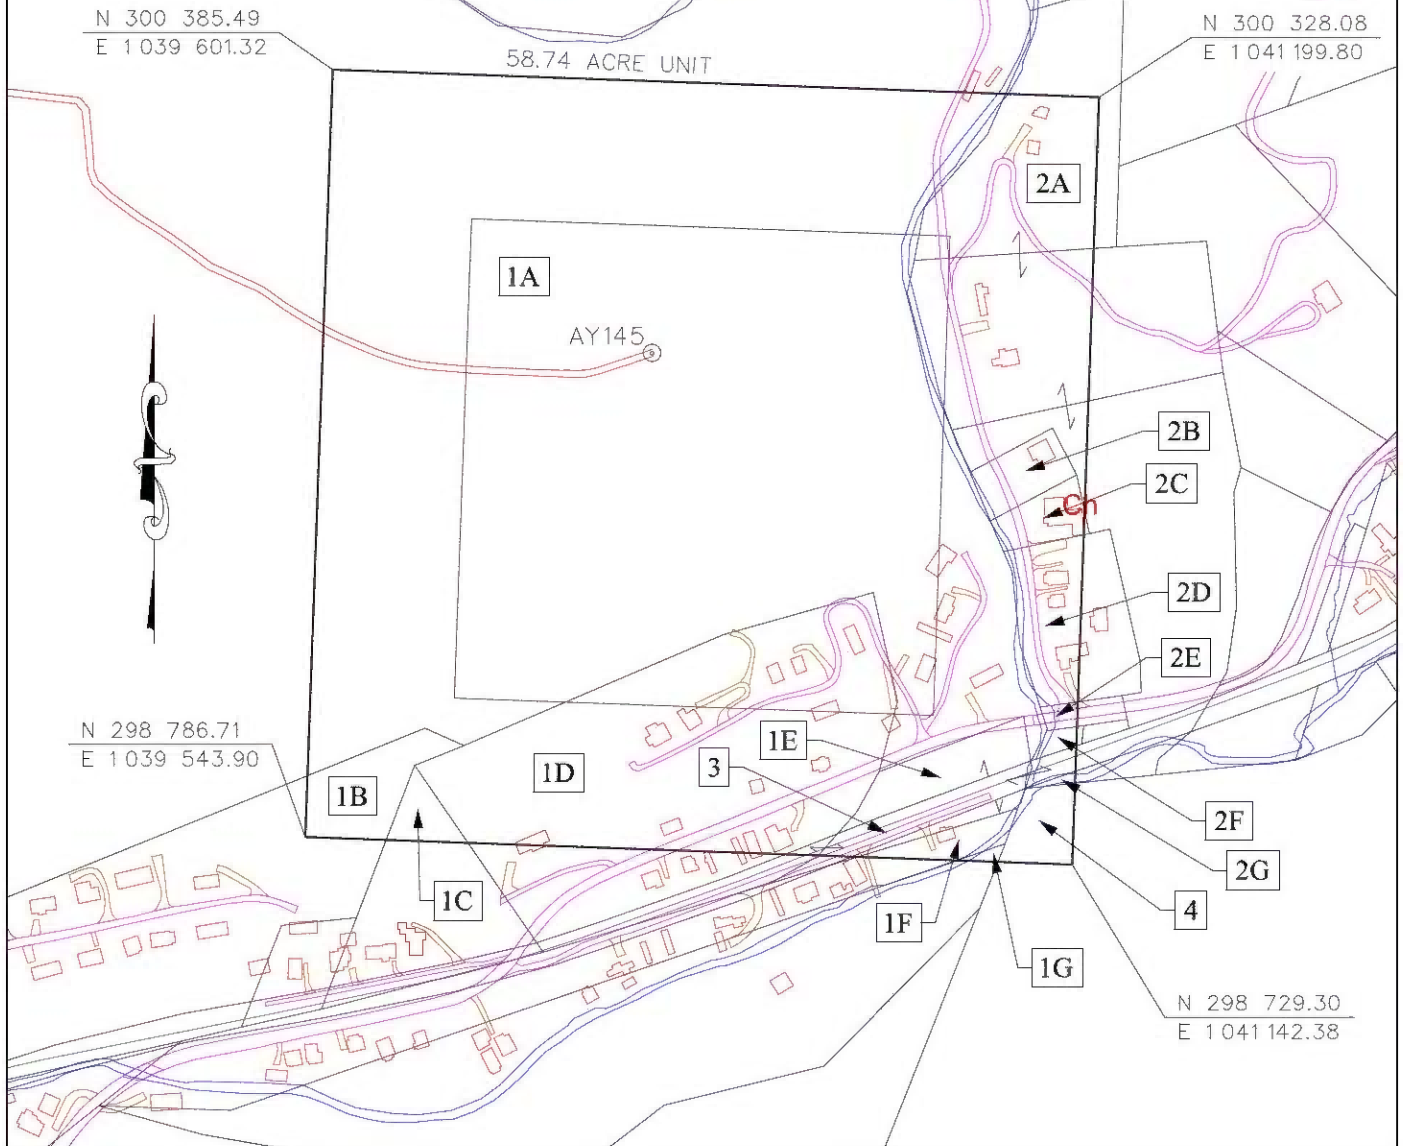 N 300 385.49
E 1 039 601.32
N 300 328.08
E 1 041 199.80
58.74 ACRE UNIT
2A
1A
AY145
2B
2C
Ch
2D
2E
N 298 786.71
E 1 039 543.90
1E
3
1D
1B
2F
2G
1C
4
1F
1G
N 298 729.30
E 1 041 142.38